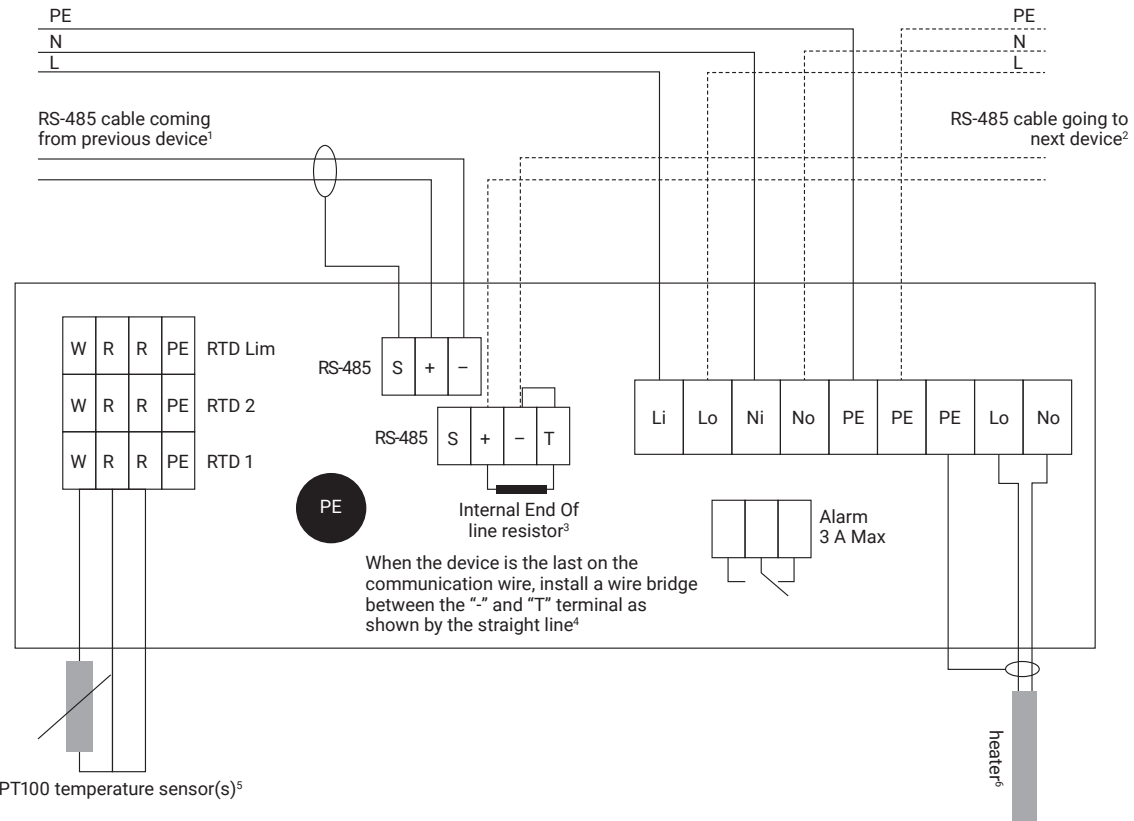 PE
N
L
PE
N
L
RS-485 cable coming
from previous device¹
RS-485 cable going to
next device²
W R R PE RTD Lim
W R R PE RTD 2
W R R PE RTD 1
RS-485 S + –
RS-485 S + – T
Li Lo Ni No PE PE PE Lo No
PE
Internal End Of
line resistor³
Alarm
3 A Max
When the device is the last on the
communication wire, install a wire bridge
between the “-” and “T” terminal as
shown by the straight line⁴
heater⁶
PT100 temperature sensor(s)⁵